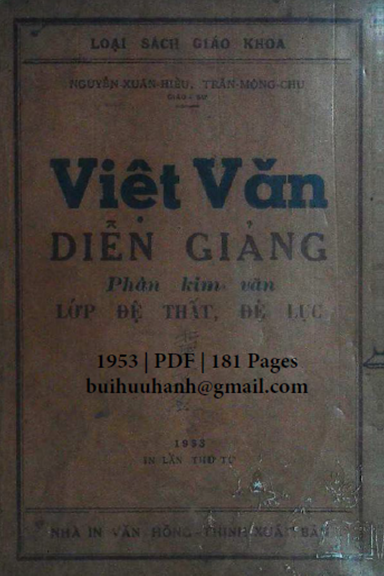 LOẠI SÁCH GIÁO KHOA
NGUYỄN-XUÂN-HIẾU, TRẦN-MỘNG-CHU
GIÁO-SƯ
Việt Văn
DIỄN GIẢNG
Phần kim văn
LỚP ĐỆ THẤT, ĐỆ LỤC
1953 | PDF | 181 Pages
buihuuhanh@gmail.com
1953
IN LẦN THỨ TƯ
NHÀ IN VĂN HỒNG-THỊNH XUẤT BẢN